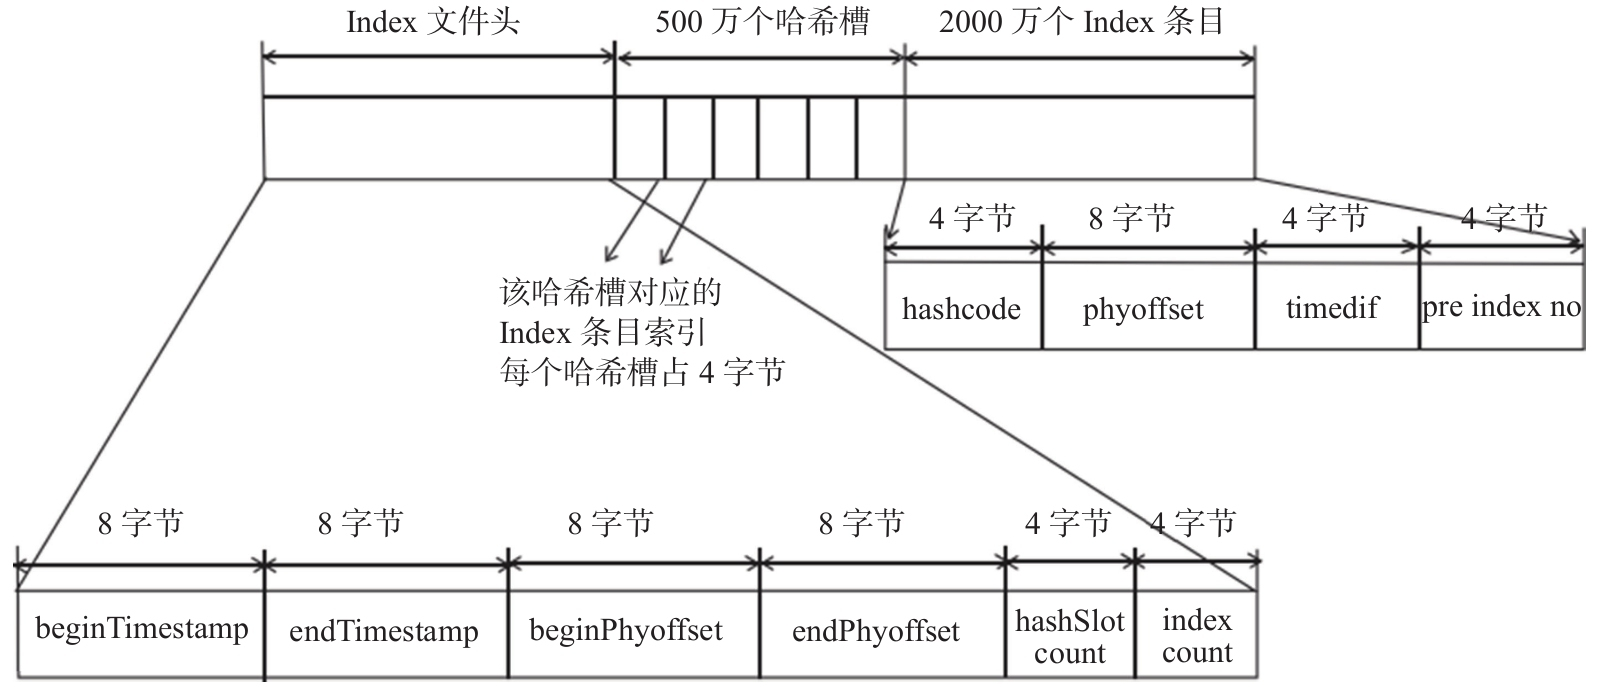 Index 文件头
500 万个哈希槽
2000 万个 Index 条目
4 字节
8 字节
4 字节
4 字节
hashcode
phyoffset
timedif
pre index no
该哈希槽对应的
Index 条目索引
每个哈希槽占 4 字节
8 字节
8 字节
8 字节
8 字节
4 字节
4 字节
beginTimestamp
endTimestamp
beginPhyoffset
endPhyoffset
hashSlot
count
index
count